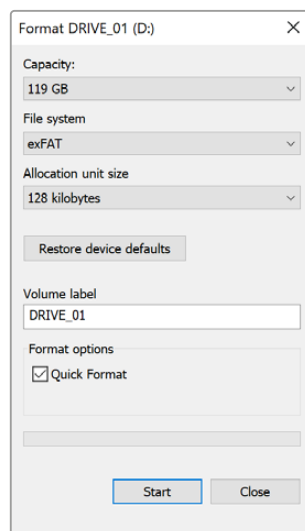 Format DRIVE_01 (D:)
Capacity:
119 GB
File system
exFAT
Allocation unit size
128 kilobytes
Restore device defaults
Volume label
DRIVE_01
Format options
Quick Format
Start Close